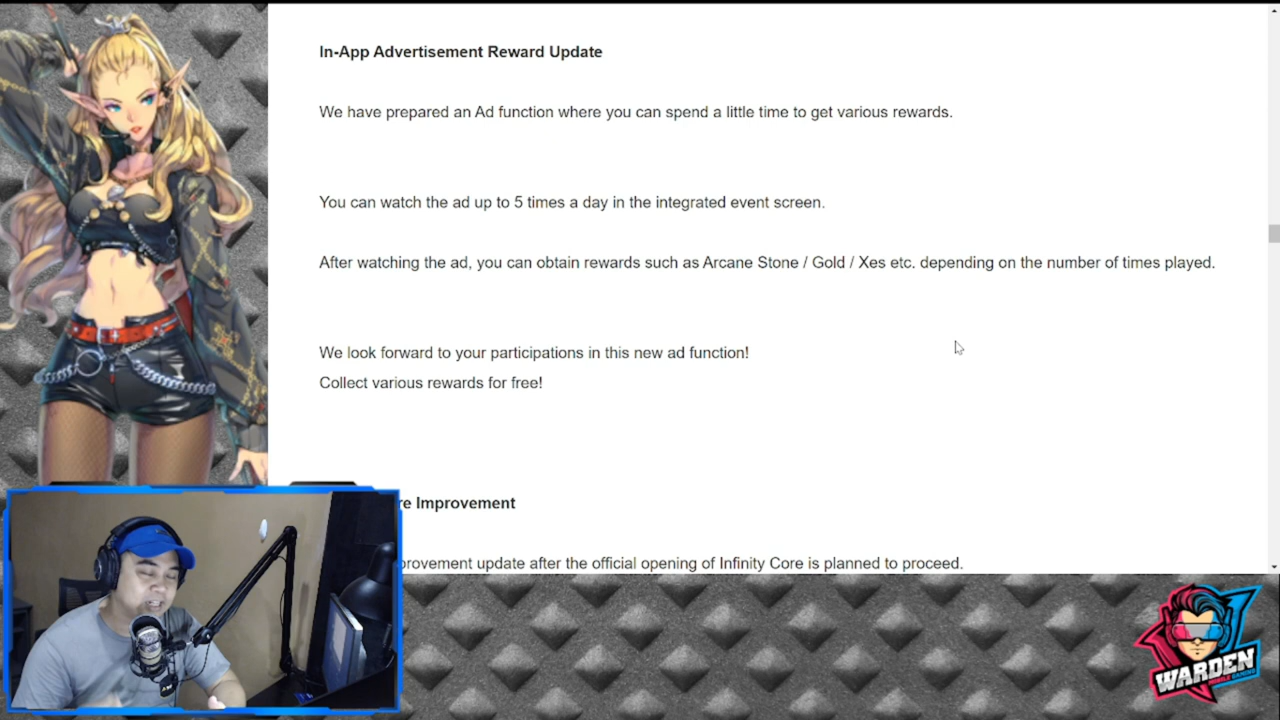 In-App Advertisement Reward Update
We have prepared an Ad function where you can spend a little time to get various rewards.
You can watch the ad up to 5 times a day in the integrated event screen.
After watching the ad, you can obtain rewards such as Arcane Stone / Gold / Xes etc. depending on the number of times played.
We look forward to your participations in this new ad function!
Collect various rewards for free!
re Improvement
provement update after the official opening of Infinity Core is planned to proceed.
WARDEN
MOBILE GAMING